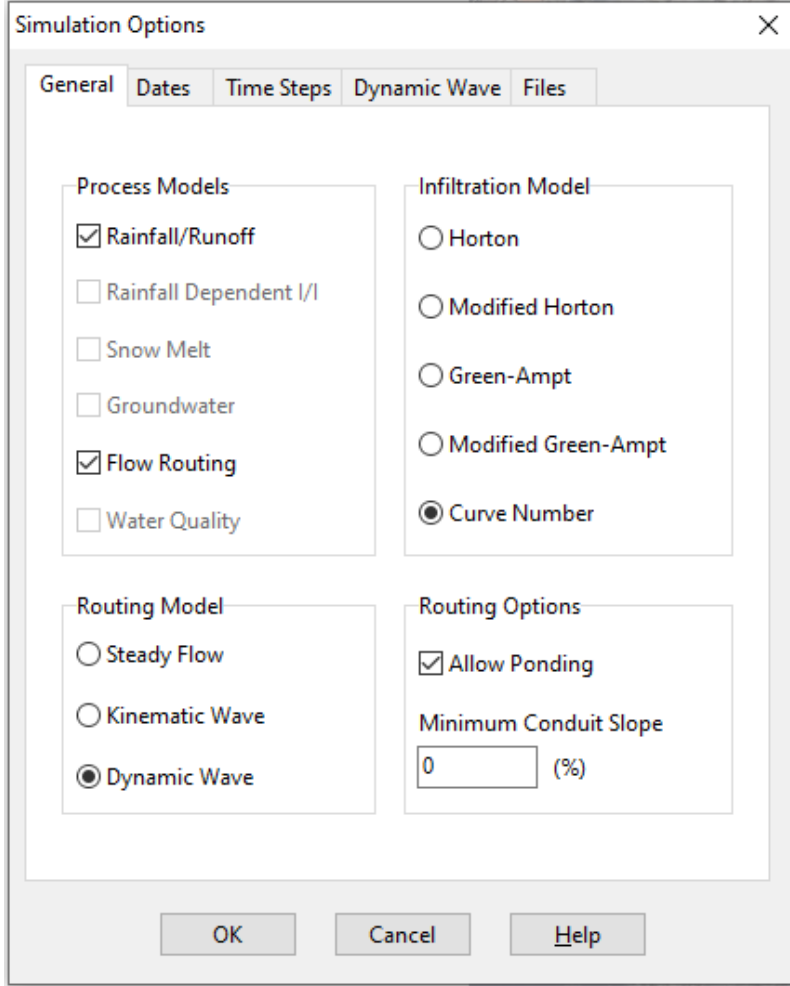 Simulation Options
General Dates Time Steps Dynamic Wave Files
Process Models
Rainfall/Runoff
Rainfall Dependent I/I
Snow Melt
Groundwater
Flow Routing
Water Quality
Infiltration Model
Horton
Modified Horton
Green-Ampt
Modified Green-Ampt
Curve Number
Routing Model
Steady Flow
Kinematic Wave
Dynamic Wave
Routing Options
Allow Ponding
Minimum Conduit Slope
0 (%)
OK Cancel Help